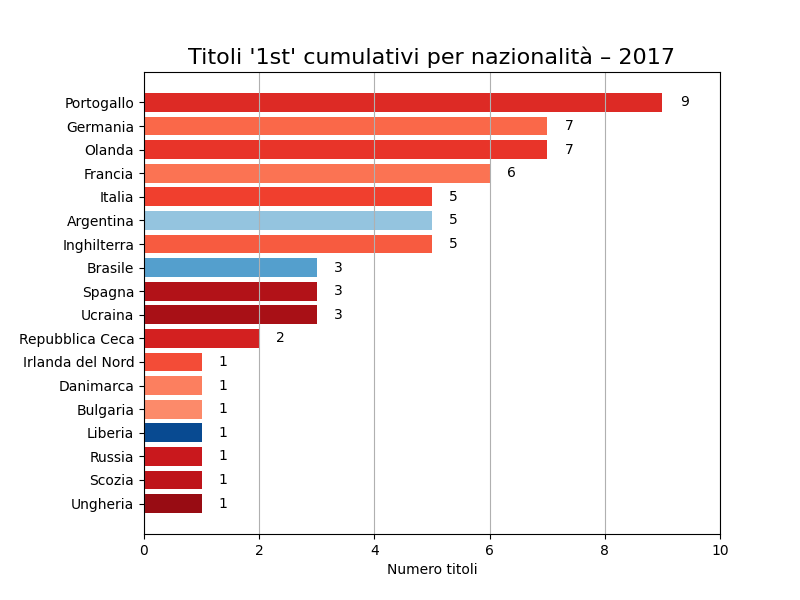 Titoli '1st' cumulativi per nazionalità – 2017
Portogallo 9
Germania 7
Olanda 7
Francia 6
Italia 5
Argentina 5
Inghilterra 5
Brasile 3
Spagna 3
Ucraina 3
Repubblica Ceca 2
Irlanda del Nord 1
Danimarca 1
Bulgaria 1
Liberia 1
Russia 1
Scozia 1
Ungheria 1
0 2 4 6 8 10
Numero titoli